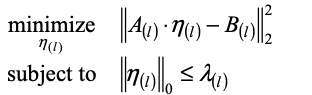 minimize ‖A₍ₗ₎ · η₍ₗ₎ − B₍ₗ₎‖₂²
η₍ₗ₎
subject to ‖η₍ₗ₎‖₀ ≤ λ₍ₗ₎